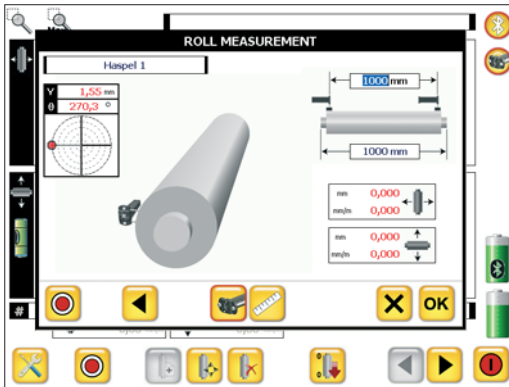 ROLL MEASUREMENT
Haspel 1
Y 1,55 mm
θ 270,3 °
1000 mm
1000 mm
mm 0,000
mm/m 0,000
mm 0,000
mm/m 0,000
OK
#